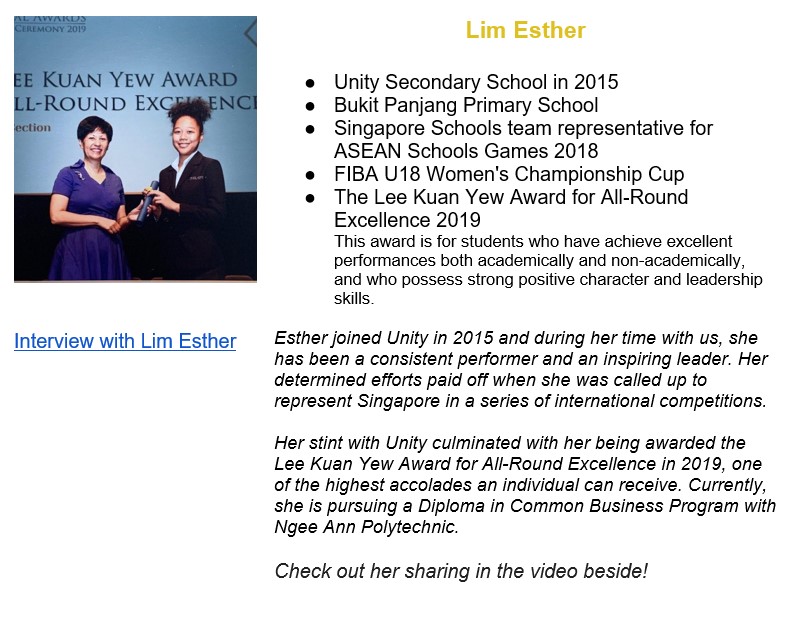 AL AWARDS
CEREMONY 2019
EE KUAN YEW AWARD
LL-ROUND EXCELLENCE
ection
Lim Esther
● Unity Secondary School in 2015
● Bukit Panjang Primary School
● Singapore Schools team representative for
ASEAN Schools Games 2018
● FIBA U18 Women's Championship Cup
● The Lee Kuan Yew Award for All-Round
Excellence 2019
This award is for students who have achieve excellent
performances both academically and non-academically,
and who possess strong positive character and leadership
skills.
Interview with Lim Esther
Esther joined Unity in 2015 and during her time with us, she
has been a consistent performer and an inspiring leader. Her
determined efforts paid off when she was called up to
represent Singapore in a series of international competitions.
Her stint with Unity culminated with her being awarded the
Lee Kuan Yew Award for All-Round Excellence in 2019, one
of the highest accolades an individual can receive. Currently,
she is pursuing a Diploma in Common Business Program with
Ngee Ann Polytechnic.
Check out her sharing in the video beside!